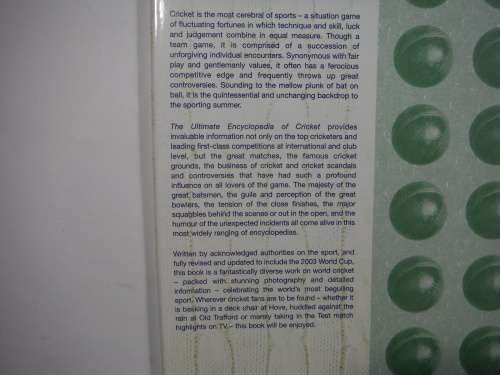 Cricket is the most cerebral of sports – a situation game
of fluctuating fortunes in which technique and skill, luck
and judgement combine in equal measure. Though a
team game, it is comprised of a succession of
unforgiving individual encounters. Synonymous with fair
play and gentlemanly values, it often has a ferocious
competitive edge and frequently throws up great
controversies. Sounding to the mellow plunk of bat on
ball, it is the quintessential and unchanging backdrop to
the sporting summer.
The Ultimate Encyclopedia of Cricket provides
invaluable information not only on the top cricketers and
leading first-class competitions at international and club
level, but the great matches, the famous cricket
grounds, the business of cricket and cricket scandals
and controversies that have had such a profound
influence on all lovers of the game. The majesty of the
great batsmen, the guile and perception of the great
bowlers, the tension of the close finishes, the major
squabbles behind the scenes or out in the open, and the
humour of the unexpected incidents all come alive in this
most widely ranging of encyclopedias.
Written by acknowledged authorities on the sport, and
fully revised and updated to include the 2003 World Cup,
this book is a fantastically diverse work on world cricket
– packed with stunning photography and detailed
information – celebrating the world's most beguiling
sport. Wherever cricket fans are to be found – whether it
is basking in a deck chair at Hove, huddled against the
rain at Old Trafford or merely taking in the Test match
highlights on TV – this book will be enjoyed.